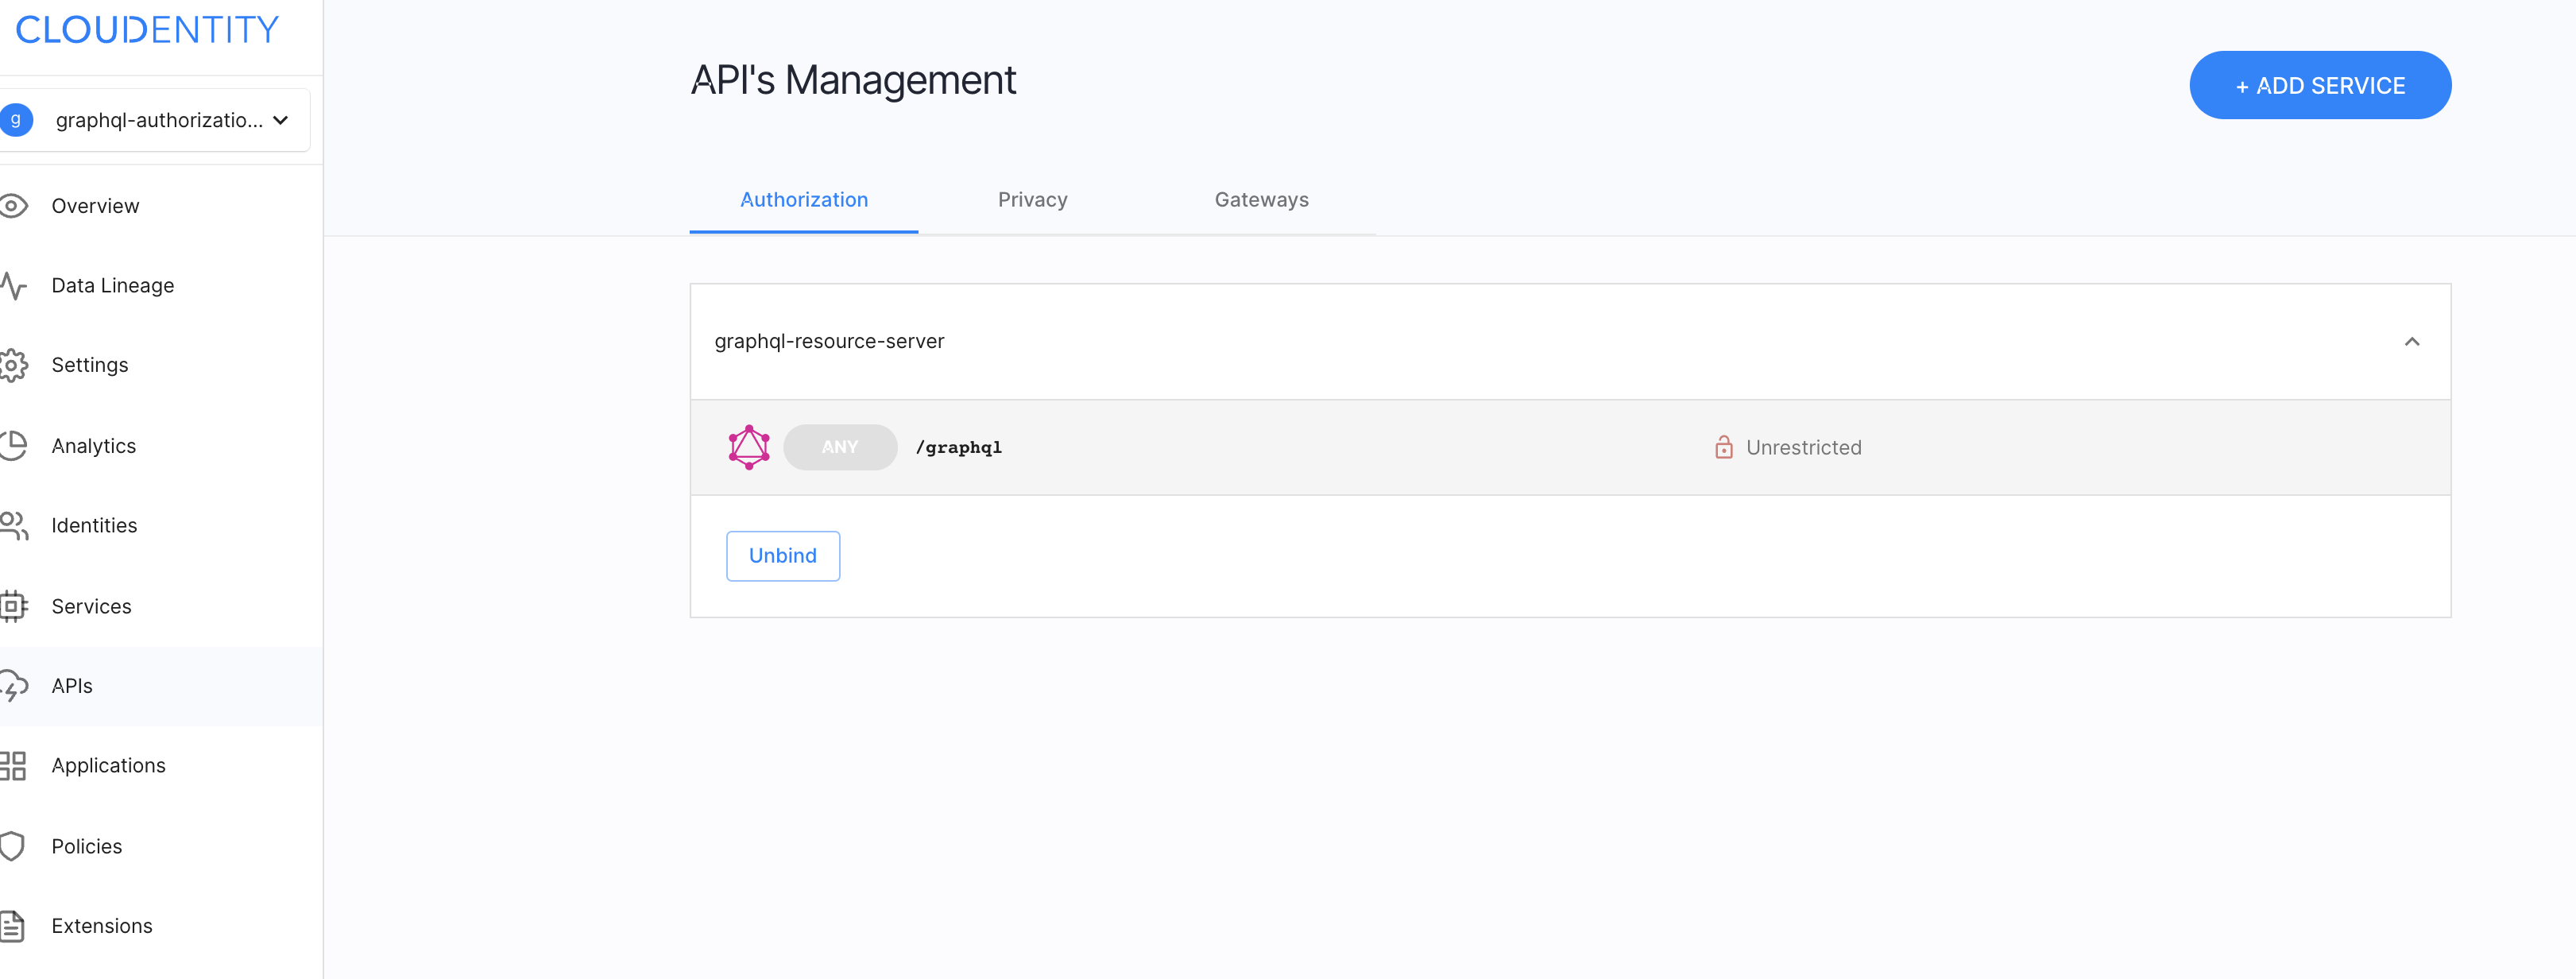 CLOUDENTITY
g graphql-authorizatio...
Overview
Data Lineage
Settings
Analytics
Identities
Services
APIs
Applications
Policies
Extensions
API's Management
+ ADD SERVICE
Authorization Privacy Gateways
graphql-resource-server
ANY /graphql Unrestricted
Unbind